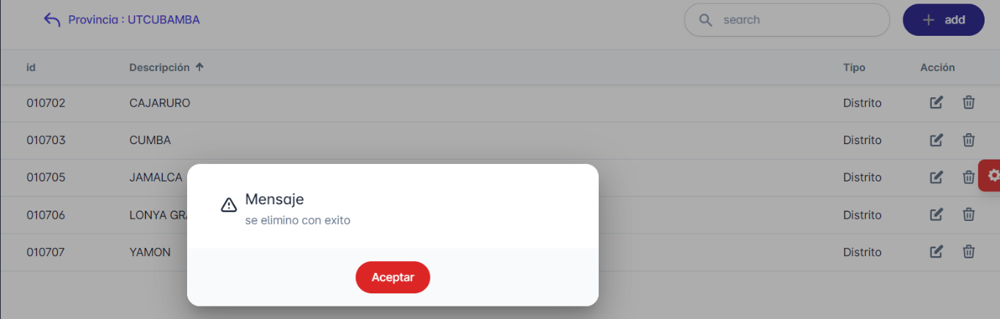 Provincia : UTCUBAMBA
search
add
id Descripción Tipo Acción
010702 CAJARURO Distrito
010703 CUMBA Distrito
010705 JAMALCA Distrito
010706 LONYA GR Distrito
010707 YAMON Distrito
Mensaje
se elimino con exito
Aceptar